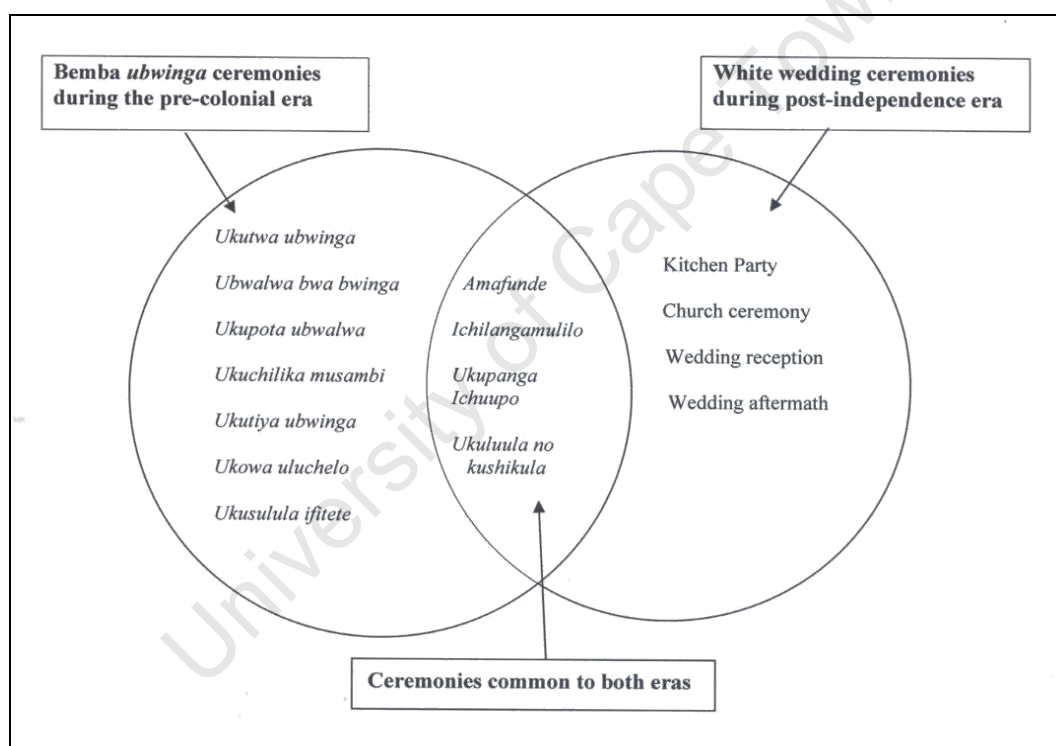 Bemba ubwinga ceremonies
during the pre-colonial era
White wedding ceremonies
during post-independence era
Ukutwa ubwinga
Ubwalwa bwa bwinga
Ukupota ubwalwa
Ukuchilika musambi
Ukutiya ubwinga
Ukowa uluchelo
Ukusulula ifitete
Amafunde
Ichilangamulilo
Ukupanga
Ichuupo
Ukuluula no
kushikula
Kitchen Party
Church ceremony
Wedding reception
Wedding aftermath
Ceremonies common to both eras
University of Cape Town